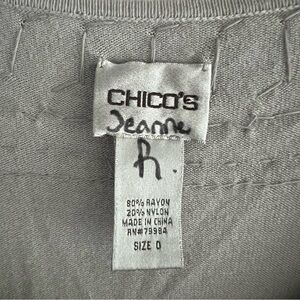 CHICO'S
Jeanne
R.
80% RAYON
20% NYLON
MADE IN CHINA
RN#79984
SIZE 0